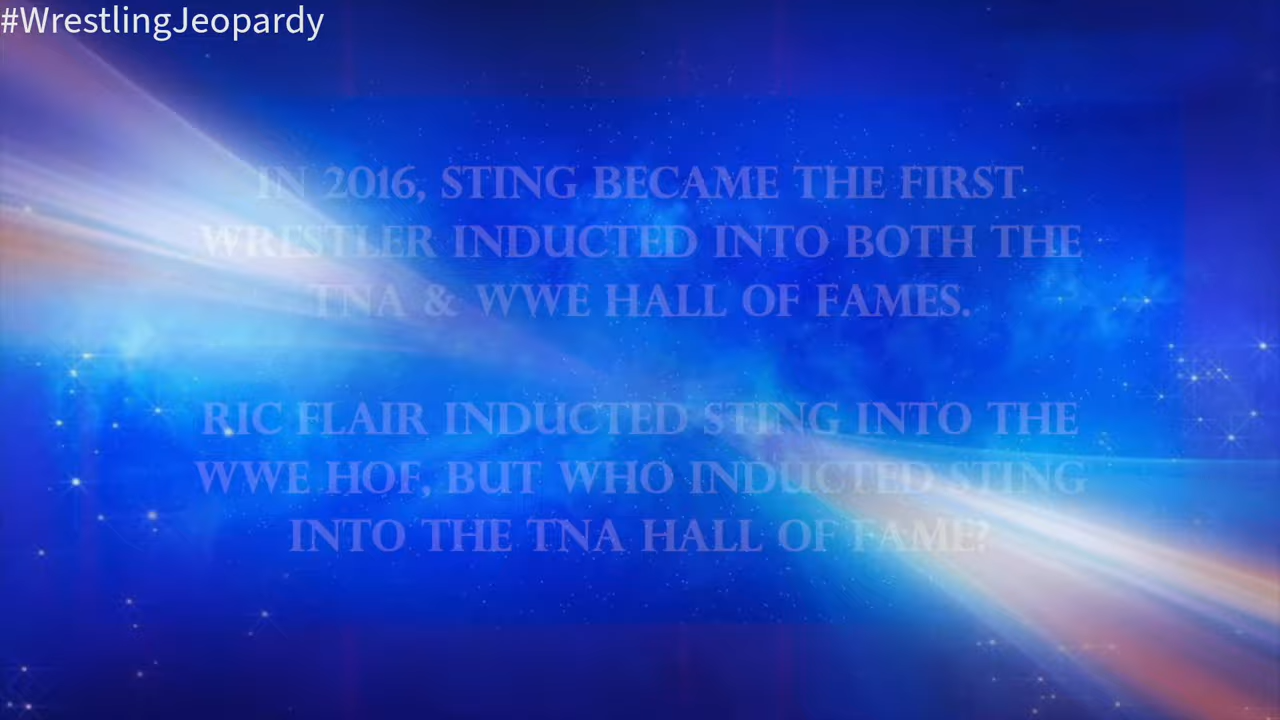 #WrestlingJeopardy
IN 2016, STING BECAME THE FIRST
WRESTLER INDUCTED INTO BOTH THE
TNA & WWE HALL OF FAMES.
RIC FLAIR INDUCTED STING INTO THE
WWE HOF, BUT WHO INDUCTED STING
INTO THE TNA HALL OF FAME?